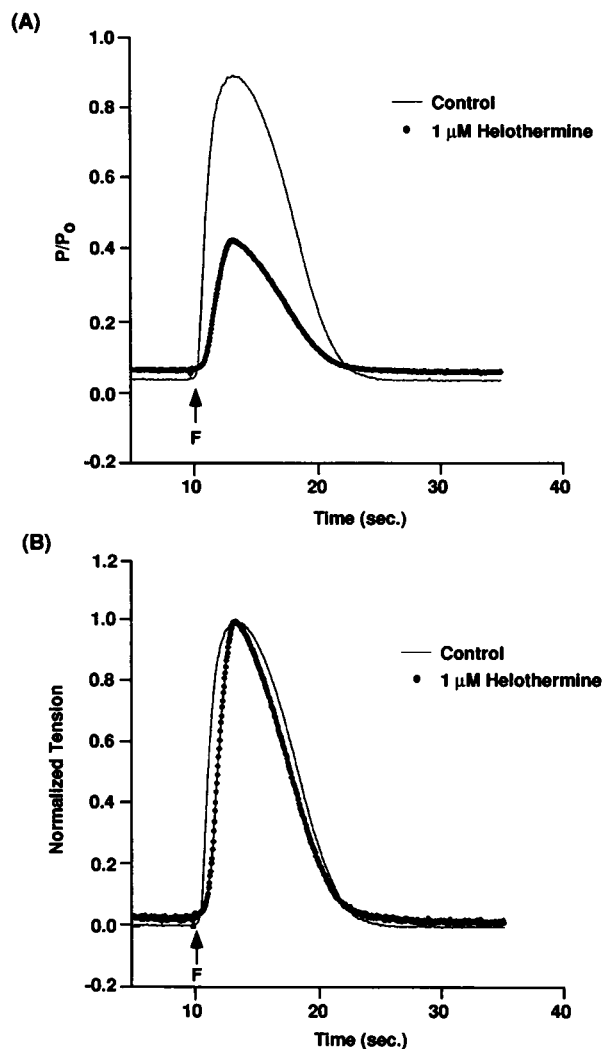 (A)
1.0
0.8
0.6
0.4
0.2
0.0
-0.2
P/Po
Control
1 μM Helothermine
F
10
20
30
40
Time (sec.)
(B)
1.2
1.0
0.8
0.6
0.4
0.2
0.0
-0.2
Normalized Tension
Control
1 μM Helothermine
F
10
20
30
40
Time (sec.)